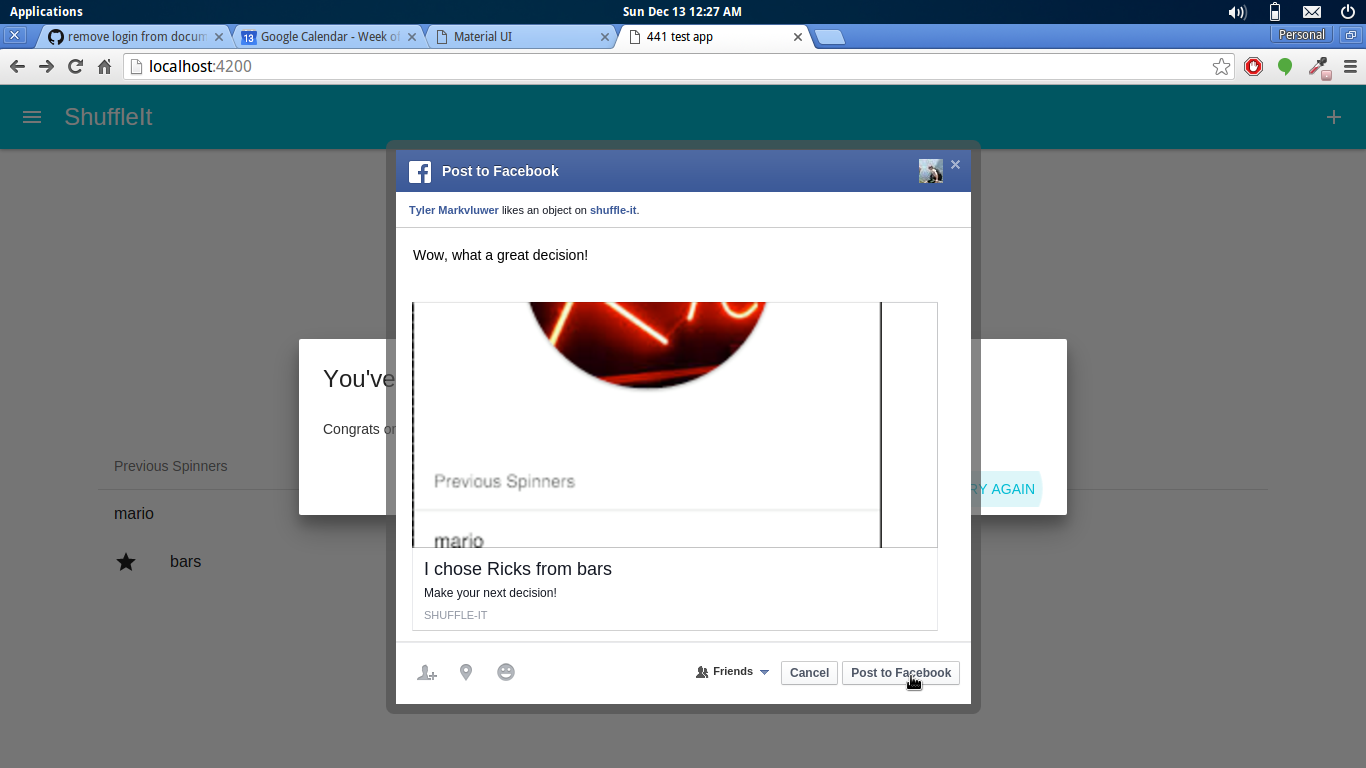 Applications
Sun Dec 13 12:27 AM
remove login from docum
13
Google Calendar - Week of
Material UI
441 test app
Personal
localhost:4200
ShuffleIt
Post to Facebook
Tyler Markvluwer likes an object on shuffle-it.
Wow, what a great decision!
You've
Congrats or
Previous Spinners
mario
bars
Previous Spinners
mario
RY AGAIN
I chose Ricks from bars
Make your next decision!
SHUFFLE-IT
Friends
Cancel
Post to Facebook